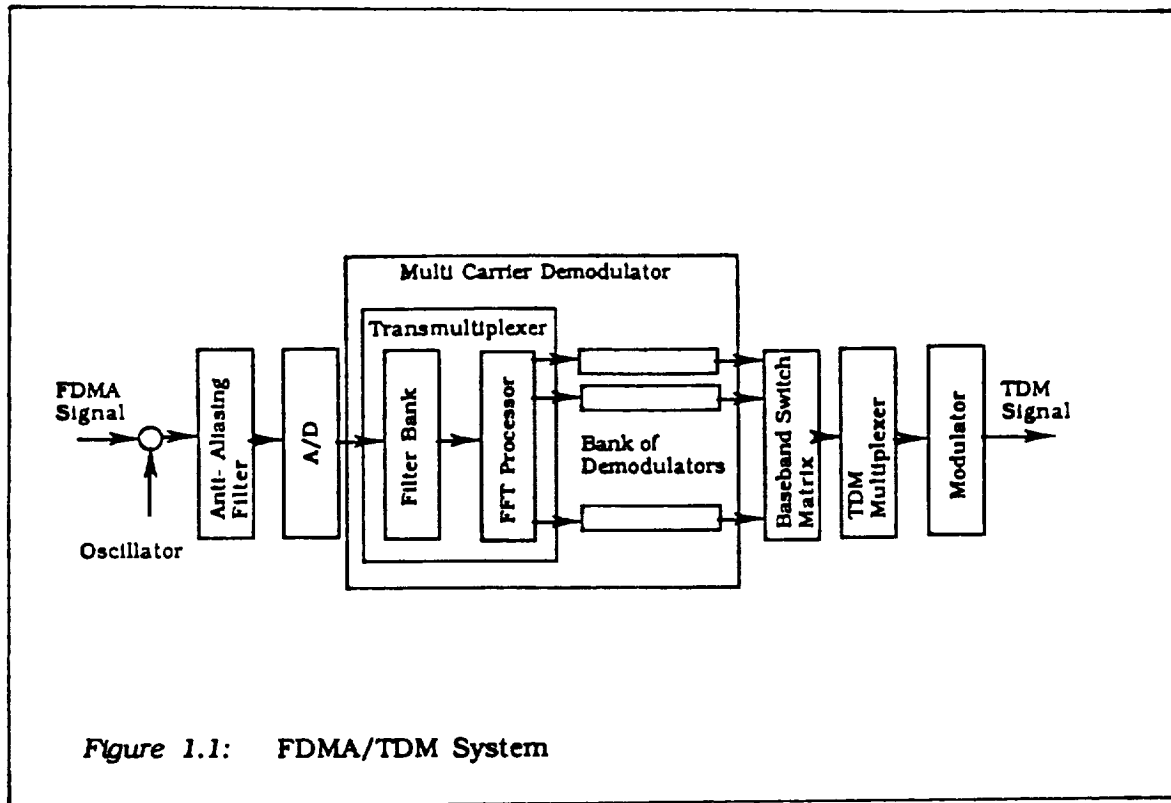 Multi Carrier Demodulator
Transmultiplexer
FDMA
Signal
Oscillator
Anti- Aliasing
Filter
A/D
Filter Bank
FFT Processor
Bank of
Demodulators
Baseband Switch
Matrix
TDM
Multiplexer
Modulator
TDM
Signal
Figure 1.1: FDMA/TDM System